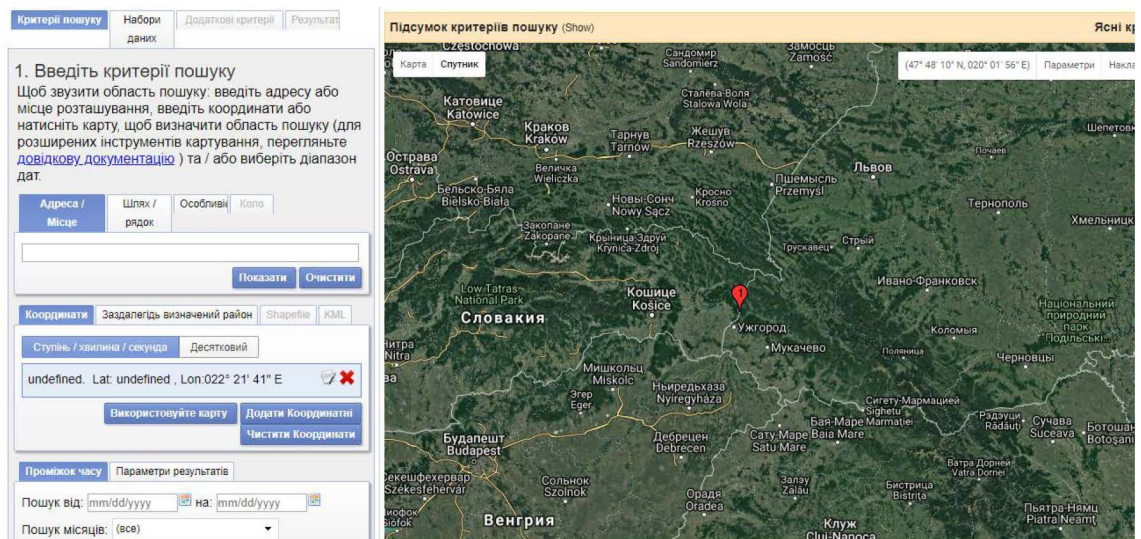 Критерії пошуку
Набори
даних
Додаткові критерії
Результат
1. Введіть критерії пошуку
Щоб звузити область пошуку: введіть адресу або
місце розташування, введіть координати або
натисніть карту, щоб визначити область пошуку (для
розширених інструментів картування, перегляньте
довідкову документацію ) та / або виберіть діапазон
дат.
Адреса /
Місце
Шлях /
рядок
Особливі
Коло
Показати
Очистити
Координати
Заздалегідь визначений район
Shapefile
KML
Ступінь / хвилина / секунда
Десятковий
undefined. Lat: undefined , Lon:022° 21' 41" E
Використовуйте карту
Додати Координатні
Чистити Координати
Проміжок часу
Параметри результатів
Пошук від: mm/dd/yyyy на: mm/dd/yyyy
Пошук місяців: (все)
Підсумок критеріїв пошуку (Show)
Ясні кр
Карта Спутник
(47° 48' 10" N, 020° 01' 56" E) Параметри Накла
Częstochowa
Сандомир
Sandomierz
Замосць
Zamość
Сталёва-Воля
Stalowa Wola
Катовице
Katowice
Краков
Kraków
Тарнув
Tarnów
Жешув
Rzeszów
Шепетовк
Почаев
Острава
Ostrava
Величка
Wieliczka
Львов
Пшемысль
Przemyśl
Бельско-Бяла
Bielsko-Biała
Новы-Сонч
Nowy Sącz
Кросно
Krosno
Тернополь
Хмельницк
Закопане
Zakopane
Крыница-Здруй
Krynica-Zdrój
Трускавец
Стрый
Low Tatras
National Park
Кошице
Košice
1
Ивано-Франковск
Словакия
Ужгород
Національний
природний
парк
"Подільські...
Коломыя
Нитра
Nitra
Мукачево
Поляница
Черновцы
ва
Мишкольц
Miskolc
Ньиредьхаза
Nyíregyháza
Эгер
Eger
Сигету-Мармацией
Sighetu
Marmației
Бая-Маре
Baia Mare
Рэдэуци
Rădăuți
Сучава
Suceava
Ботошан
Botoșani
Будапешт
Budapest
Дебрецен
Debrecen
Сату-Маре
Satu Mare
Ватра Дорней
Vatra Dornei
Секешфехервар
Székesfehérvár
Сольнок
Szolnok
Залэу
Zalău
Бистрица
Bistrița
Орадя
Oradea
Пьятра-Нямц
Piatra Neamț
Шиофок
Siófok
Венгрия
Клуж
Cluj-Napoca